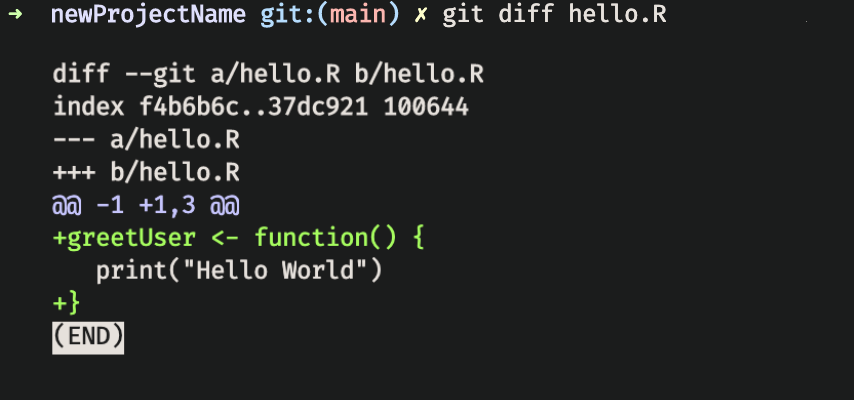 ➜  newProjectName git:(main) ✗ git diff hello.R
diff --git a/hello.R b/hello.R
index f4b6b6c..37dc921 100644
--- a/hello.R
+++ b/hello.R
@@ -1 +1,3 @@
+greetUser <- function() {
   print("Hello World")
+}
(END)